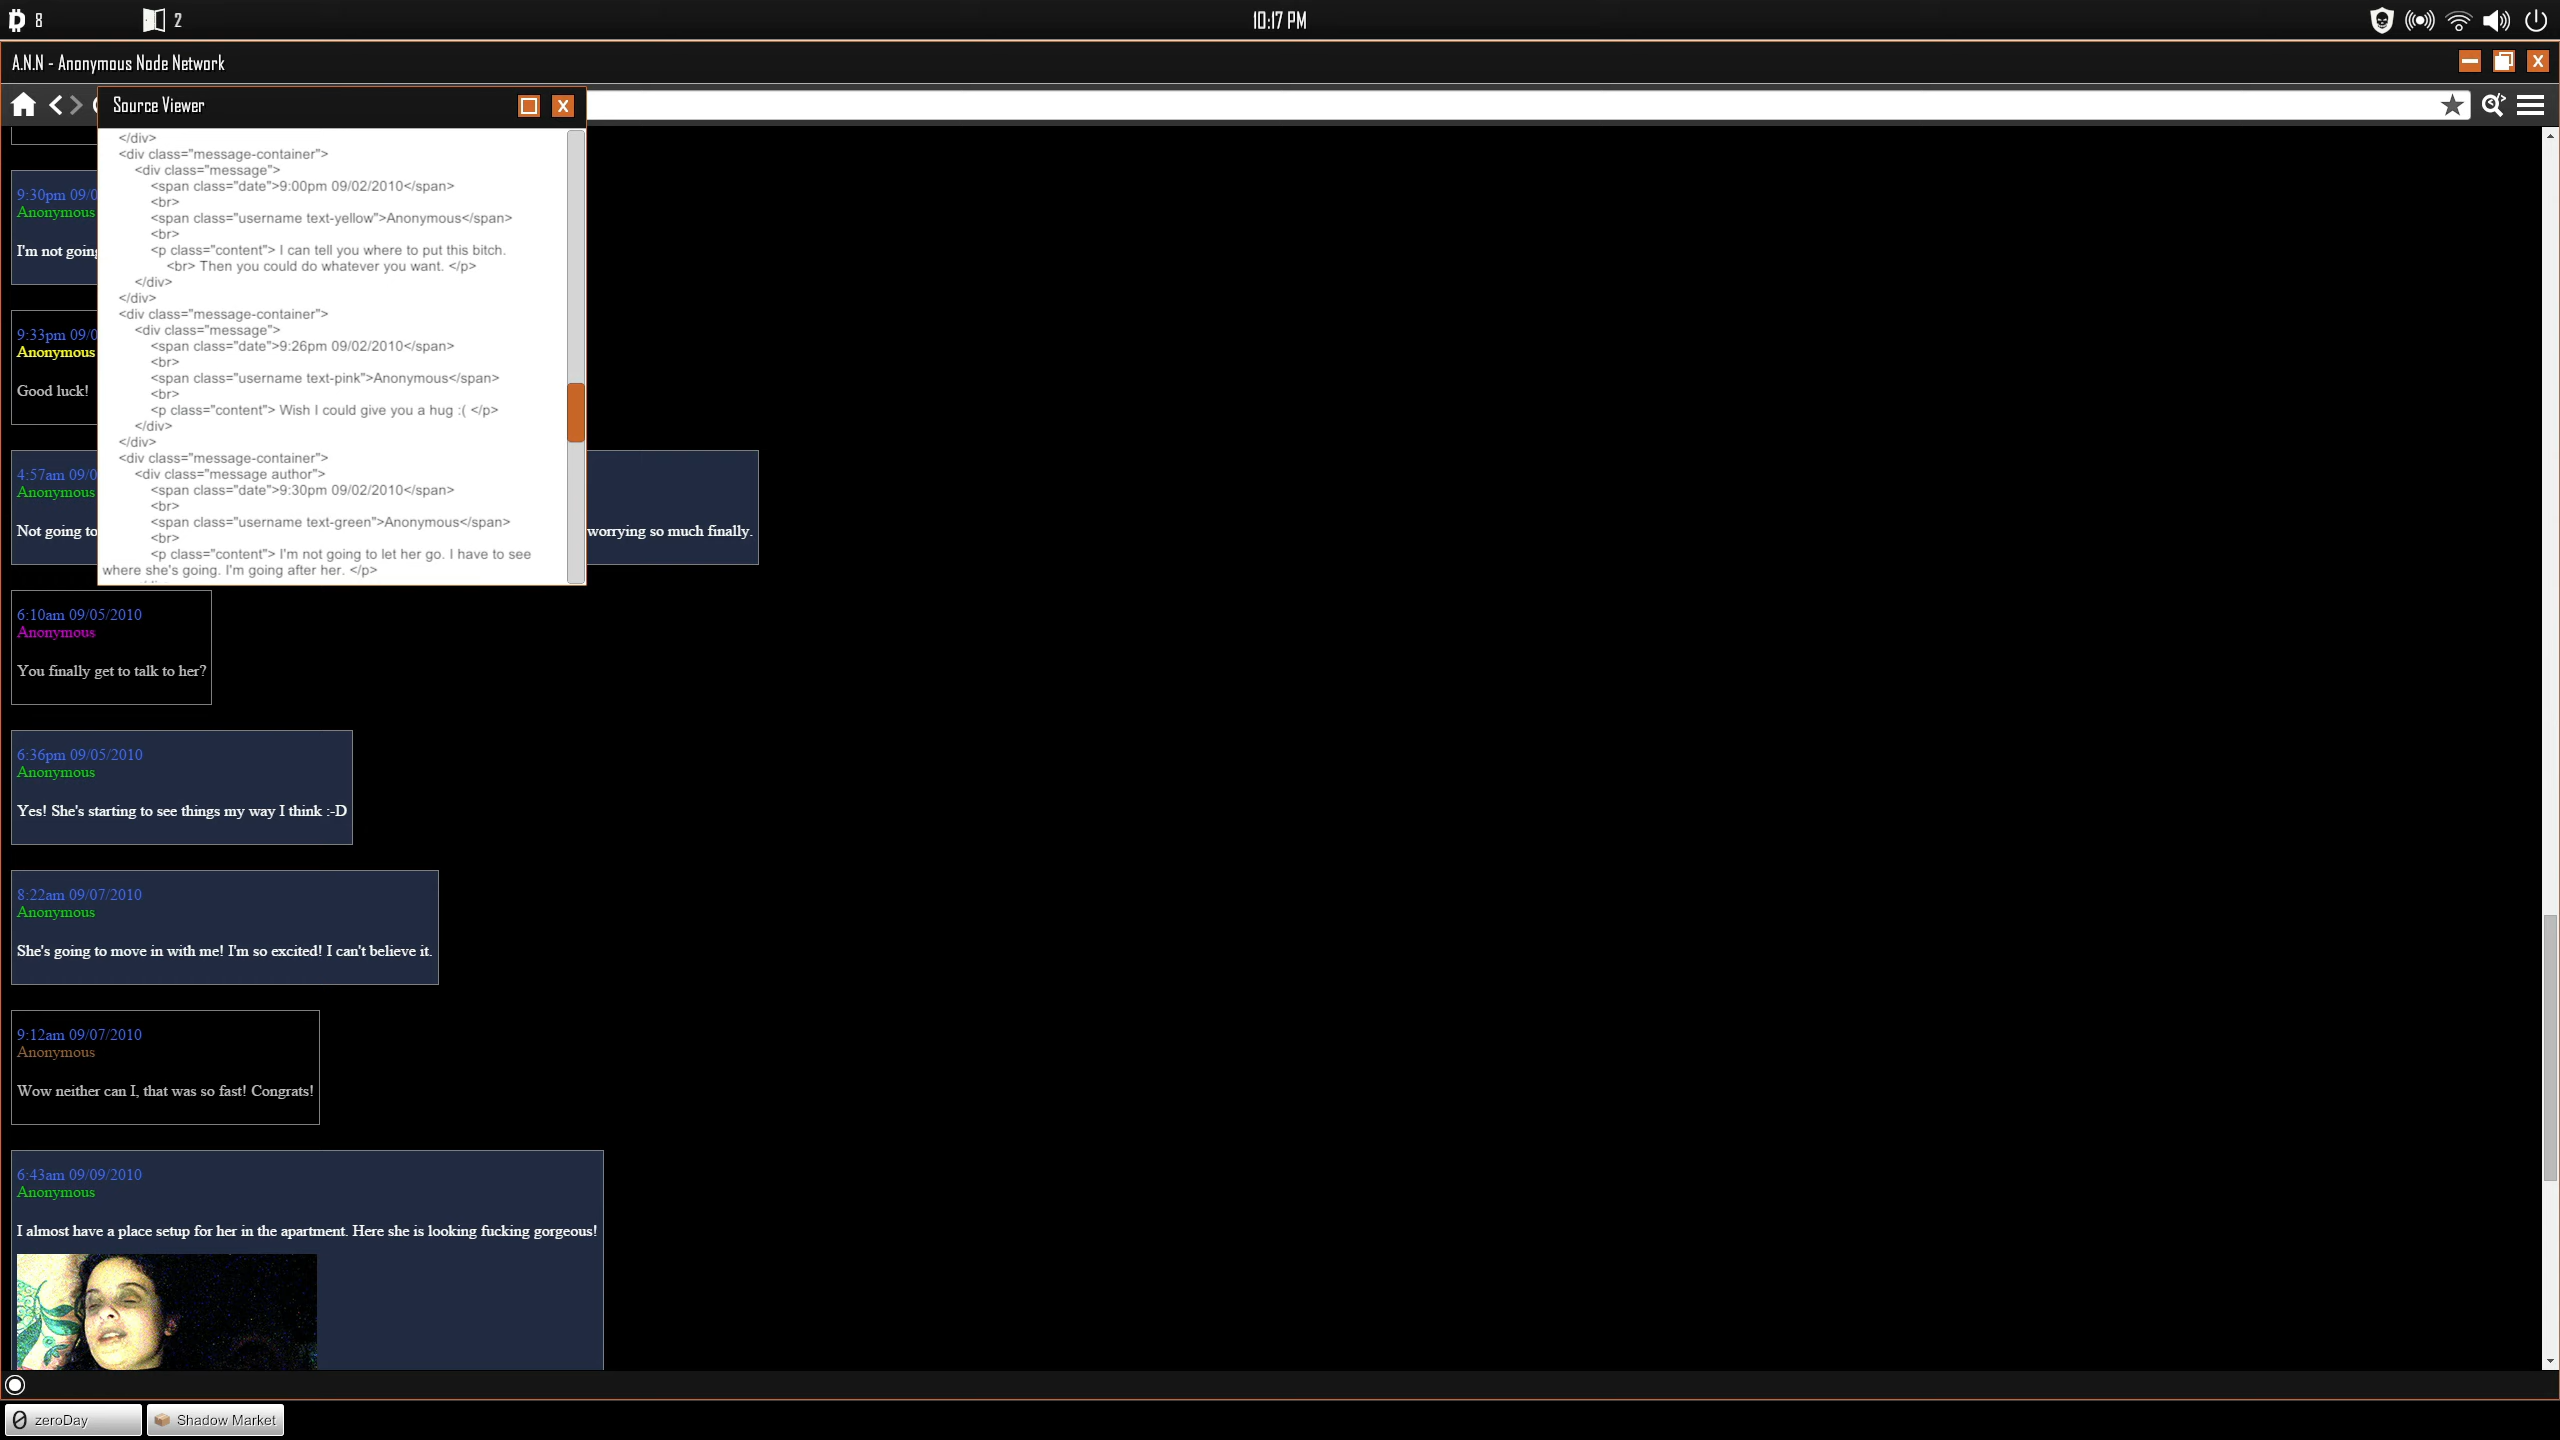 8
2
10:17 PM
A.N.N - Anonymous Node Network
Source Viewer
</div>
<div class="message-container">
<div class="message">
<span class="date">9:00pm 09/02/2010</span>
<br>
<span class="username text-yellow">Anonymous</span>
<br>
<p class="content"> I can tell you where to put this bitch.
<br> Then you could do whatever you want. </p>
</div>
</div>
<div class="message-container">
<div class="message">
<span class="date">9:26pm 09/02/2010</span>
<br>
<span class="username text-pink">Anonymous</span>
<br>
<p class="content"> Wish I could give you a hug :( </p>
</div>
</div>
<div class="message-container">
<div class="message author">
<span class="date">9:30pm 09/02/2010</span>
<br>
<span class="username text-green">Anonymous</span>
<br>
<p class="content"> I'm not going to let her go. I have to see
where she's going. I'm going after her. </p>
9:30pm 09/0
Anonymous
I'm not going
9:33pm 09/0
Anonymous
Good luck!
4:57am 09/0
Anonymous
Not going to
worrying so much finally.
6:10am 09/05/2010
Anonymous
You finally get to talk to her?
6:36pm 09/05/2010
Anonymous
Yes! She's starting to see things my way I think :-D
8:22am 09/07/2010
Anonymous
She's going to move in with me! I'm so excited! I can't believe it.
9:12am 09/07/2010
Anonymous
Wow neither can I, that was so fast! Congrats!
6:43am 09/09/2010
Anonymous
I almost have a place setup for her in the apartment. Here she is looking fucking gorgeous!
zeroDay
Shadow Market